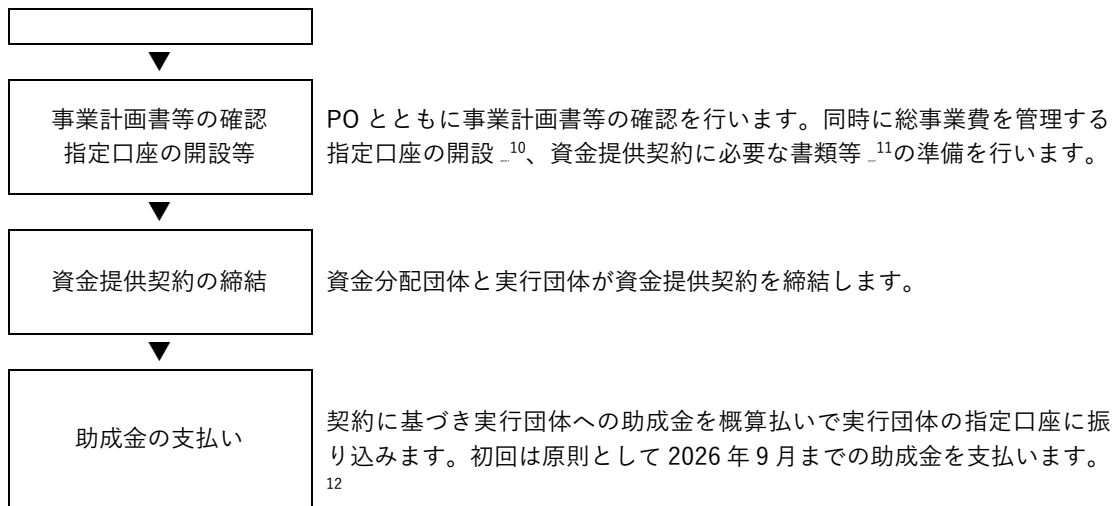 ▼
事業計画書等の確認
指定口座の開設等
PO とともに事業計画書等の確認を行います。同時に総事業費を管理する
指定口座の開設 10、資金提供契約に必要な書類等 11の準備を行います。
▼
資金提供契約の締結
資金分配団体と実行団体が資金提供契約を締結します。
▼
助成金の支払い
契約に基づき実行団体への助成金を概算払いで実行団体の指定口座に振
り込みます。初回は原則として 2026 年 9 月までの助成金を支払います。
12